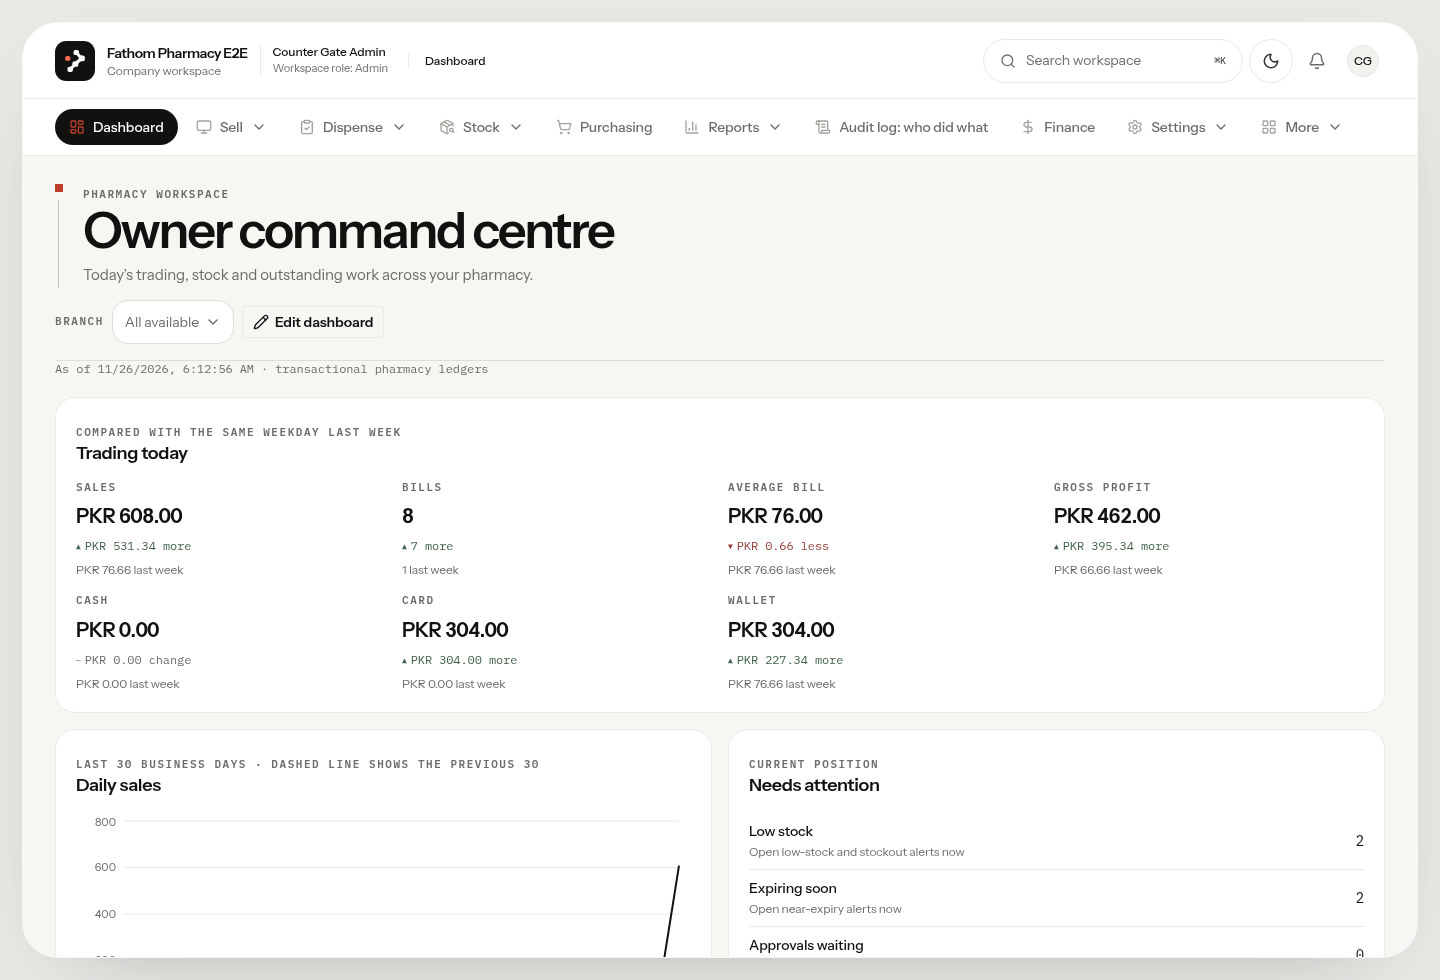 Fathom Pharmacy E2E
Company workspace
Counter Gate Admin
Workspace role: Admin
Dashboard
Search workspace
⌘K
CG
Dashboard
Sell
Dispense
Stock
Purchasing
Reports
Audit log: who did what
Finance
Settings
More
PHARMACY WORKSPACE
Owner command centre
Today's trading, stock and outstanding work across your pharmacy.
BRANCH
All available
Edit dashboard
As of 11/26/2026, 6:12:56 AM · transactional pharmacy ledgers
COMPARED WITH THE SAME WEEKDAY LAST WEEK
Trading today
SALES
PKR 608.00
▴ PKR 531.34 more
PKR 76.66 last week
BILLS
8
▴ 7 more
1 last week
AVERAGE BILL
PKR 76.00
▾ PKR 0.66 less
PKR 76.66 last week
GROSS PROFIT
PKR 462.00
▴ PKR 395.34 more
PKR 66.66 last week
CASH
PKR 0.00
– PKR 0.00 change
PKR 0.00 last week
CARD
PKR 304.00
▴ PKR 304.00 more
PKR 0.00 last week
WALLET
PKR 304.00
▴ PKR 227.34 more
PKR 76.66 last week
LAST 30 BUSINESS DAYS · DASHED LINE SHOWS THE PREVIOUS 30
Daily sales
800
600
400
CURRENT POSITION
Needs attention
Low stock
Open low-stock and stockout alerts now
2
Expiring soon
Open near-expiry alerts now
2
Approvals waiting
0